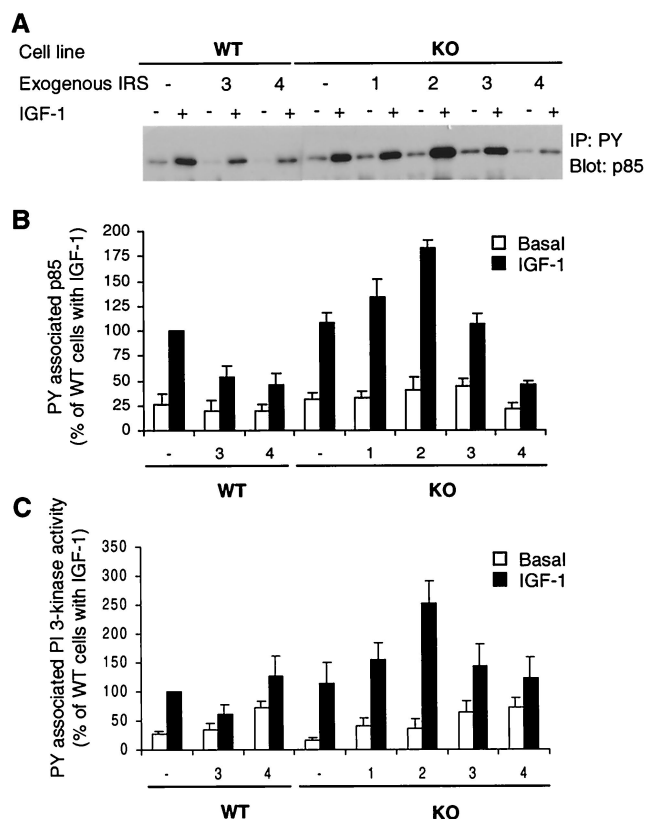 A
Cell line WT KO
Exogenous IRS - 3 4 - 1 2 3 4
IGF-1 - + - + - + - + - + - + - + - +
IP: PY
Blot: p85
B
PY associated p85
(% of WT cells with IGF-1)
200
175
150
125
100
75
50
25
0
Basal
IGF-1
- 3 4 - 1 2 3 4
WT KO
C
PY associated PI 3-kinase activity
(% of WT cells with IGF-1)
350
300
250
200
150
100
50
0
Basal
IGF-1
- 3 4 - 1 2 3 4
WT KO